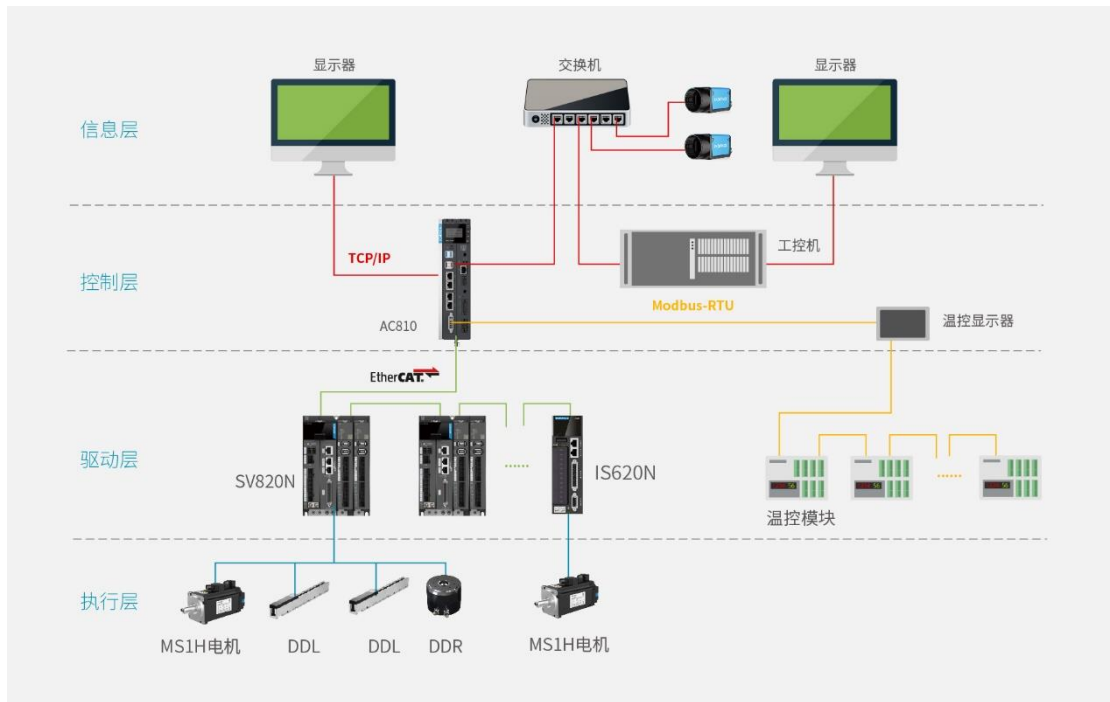 显示器
交换机
显示器
信息层
TCP/IP
工控机
控制层
Modbus-RTU
AC810
温控显示器
EtherCAT
驱动层
SV820N
......
IS620N
......
温控模块
执行层
MS1H电机
DDL
DDL
DDR
MS1H电机